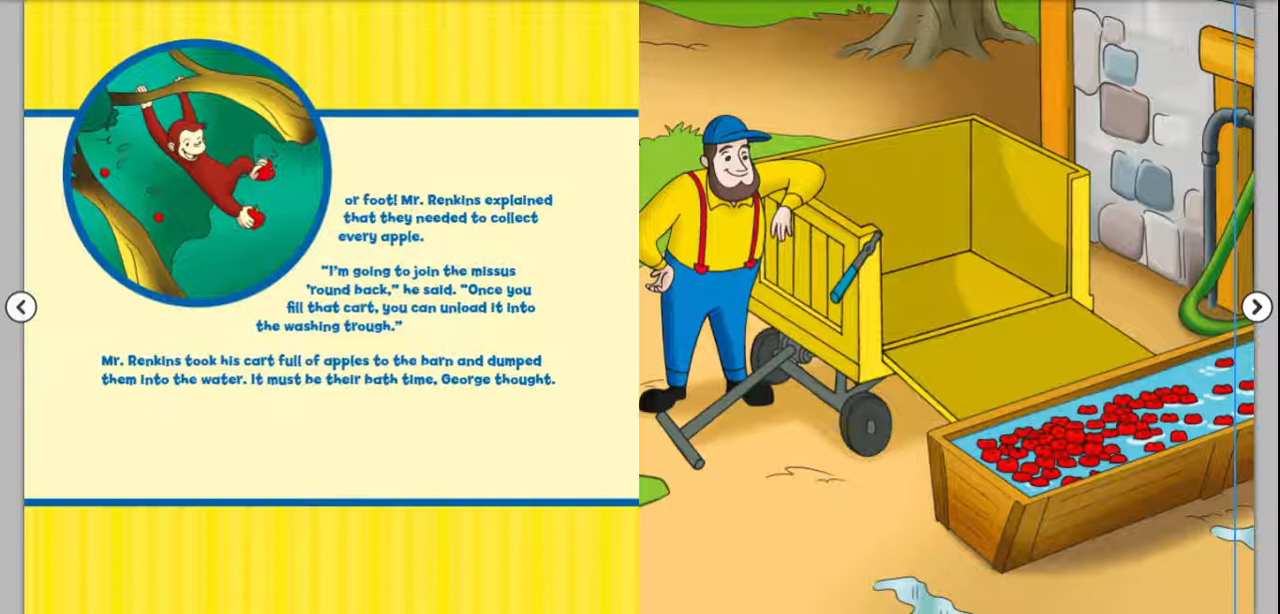 or foot! Mr. Renkins explained
that they needed to collect
every apple.
"I'm going to join the missus
'round back," he said. "Once you
fill that cart, you can unload it into
the washing trough."
Mr. Renkins took his cart full of apples to the barn and dumped
them into the water. It must be their bath time, George thought.